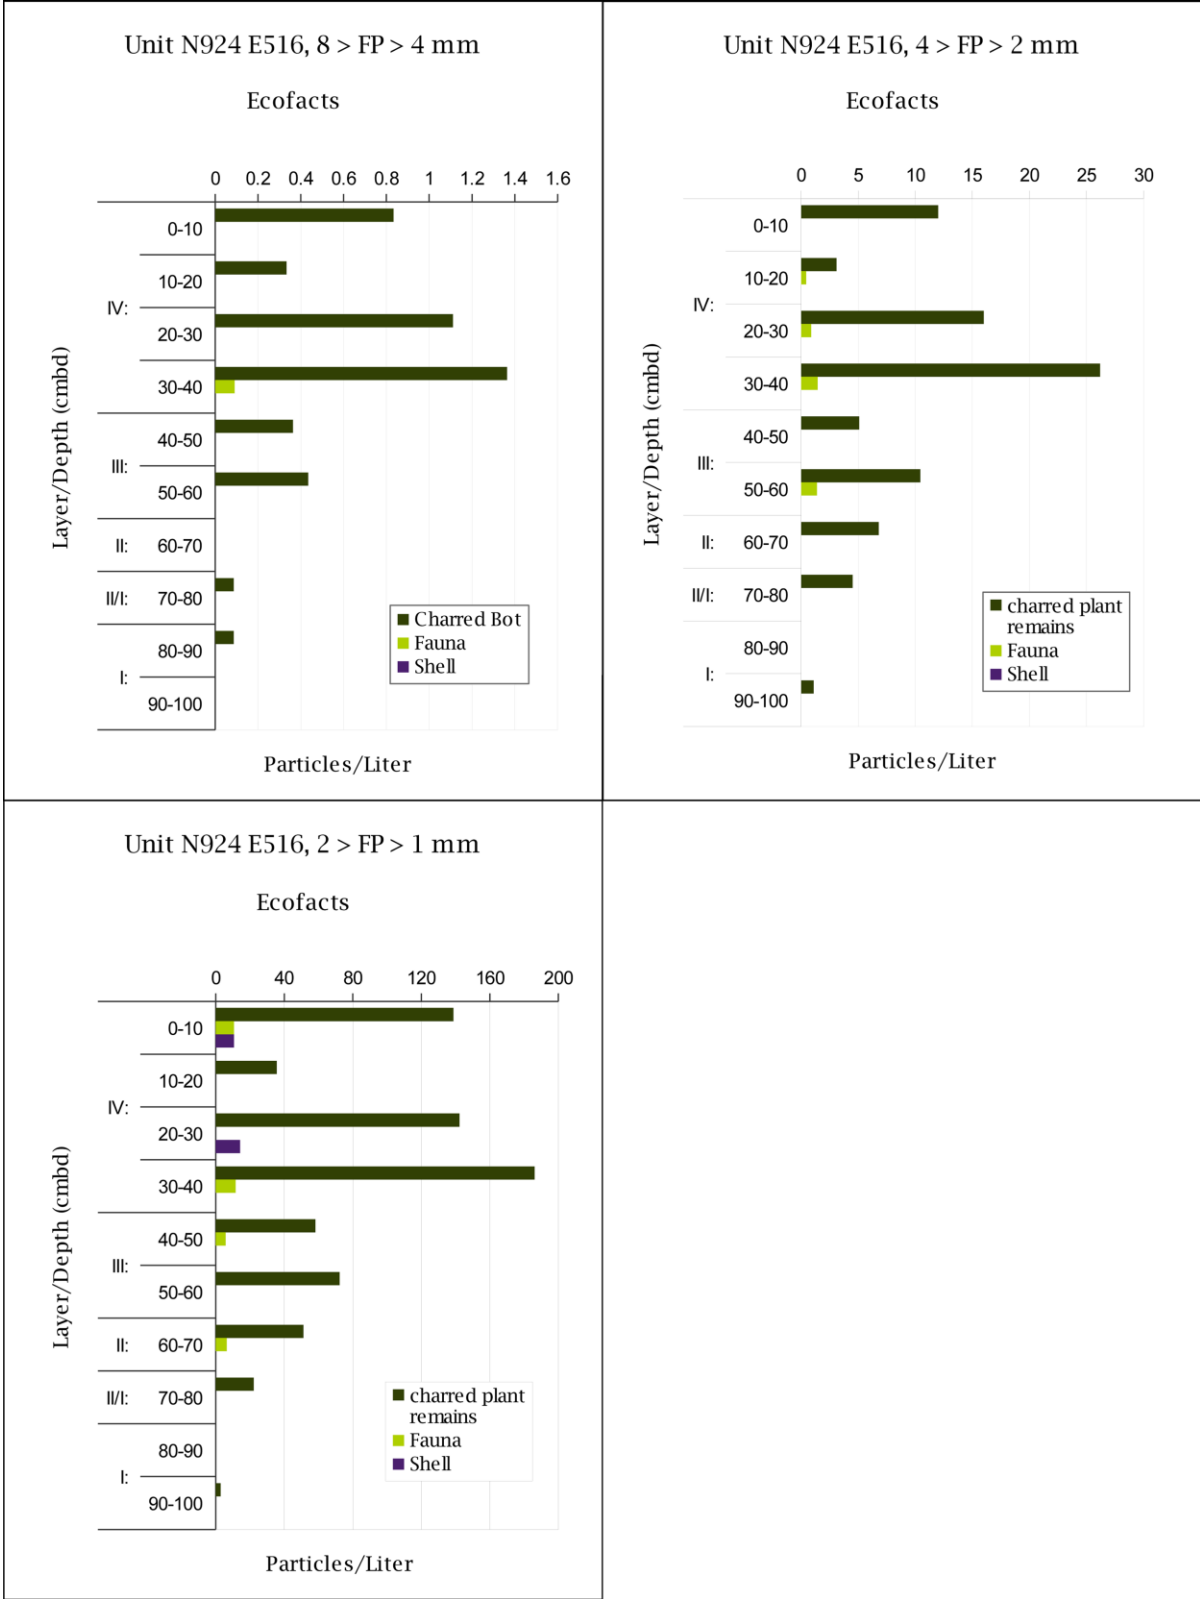 Unit N924 E516, 8 > FP > 4 mm
Ecofacts
0 0.2 0.4 0.6 0.8 1 1.2 1.4 1.6
0-10
10-20
IV:
20-30
30-40
40-50
III:
50-60
II: 60-70
II/I: 70-80
80-90
I:
90-100
Layer/Depth (cmbd)
Charred Bot
Fauna
Shell
Particles/Liter
Unit N924 E516, 4 > FP > 2 mm
Ecofacts
0 5 10 15 20 25 30
0-10
10-20
IV:
20-30
30-40
40-50
III:
50-60
II: 60-70
II/I: 70-80
80-90
I:
90-100
Layer/Depth (cmbd)
charred plant
remains
Fauna
Shell
Particles/Liter
Unit N924 E516, 2 > FP > 1 mm
Ecofacts
0 40 80 120 160 200
0-10
10-20
IV:
20-30
30-40
40-50
III:
50-60
II: 60-70
II/I: 70-80
80-90
I:
90-100
Layer/Depth (cmbd)
charred plant
remains
Fauna
Shell
Particles/Liter